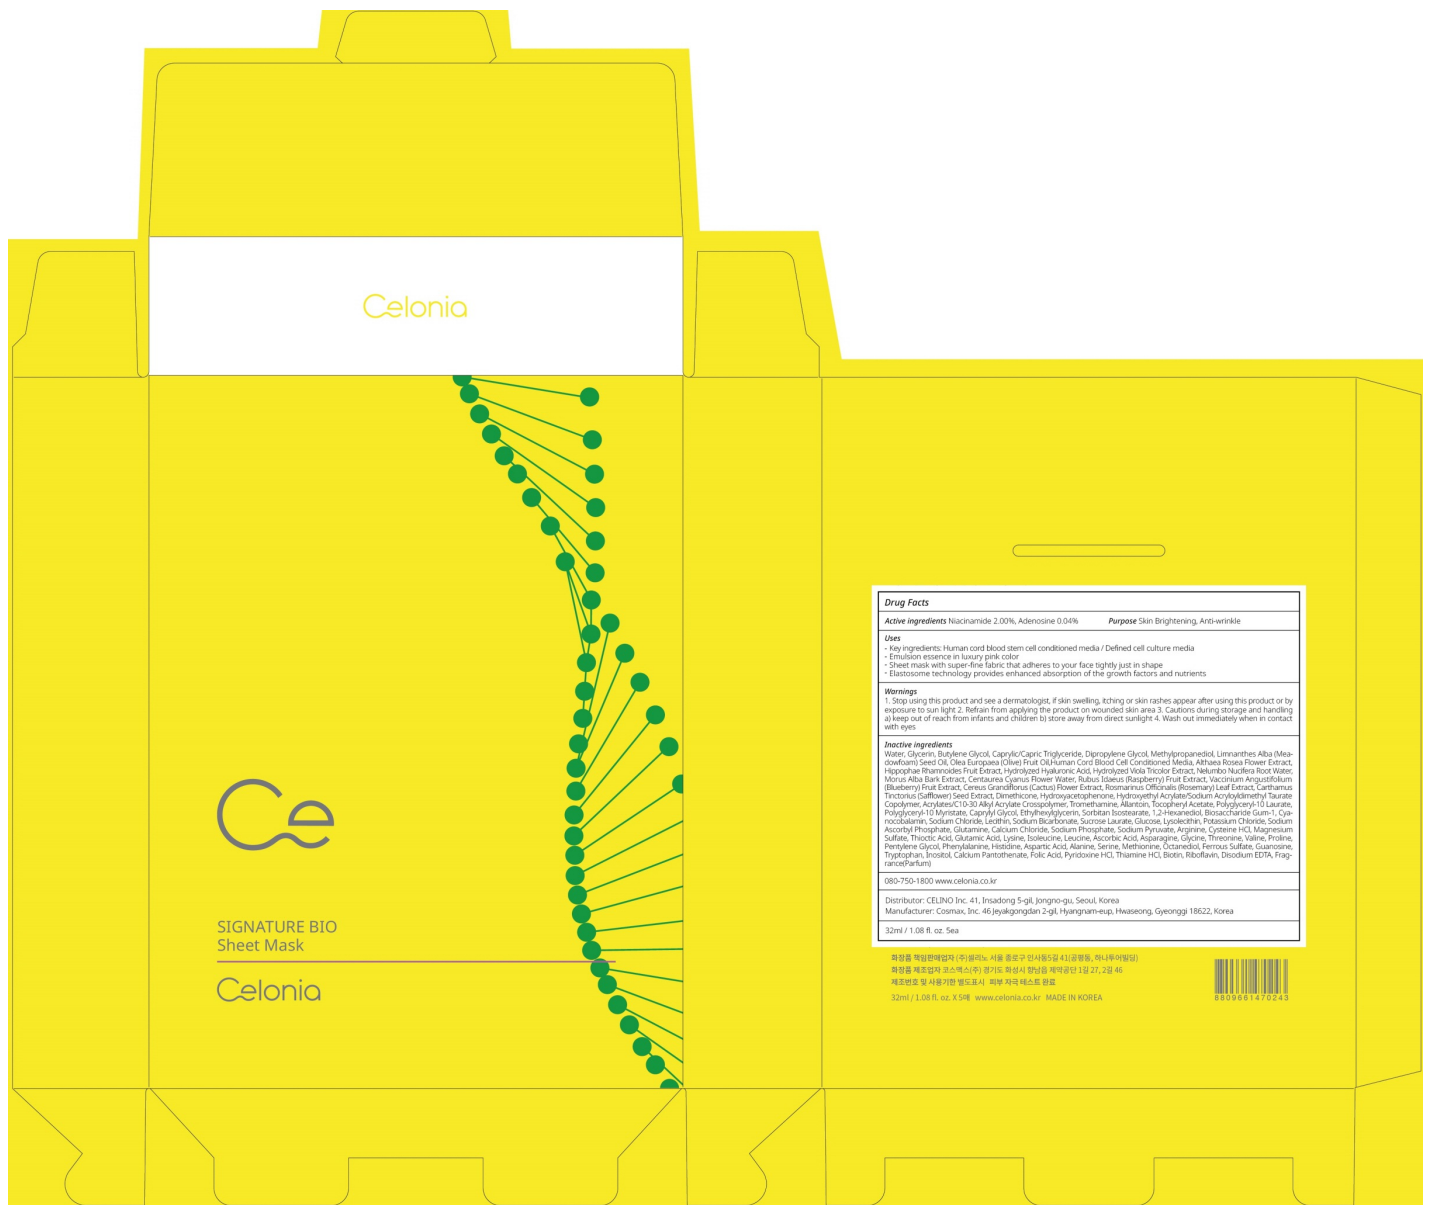 Celonia
Ce
SIGNATURE BIO
Sheet Mask
Celonia
Drug Facts
Active ingredients Niacinamide 2.00%, Adenosine 0.04% Purpose Skin Brightening, Anti-wrinkle
Uses
- Key ingredients: Human cord blood stem cell conditioned media / Defined cell culture media
- Emulsion essence in luxury pink color
- Sheet mask with super-fine fabric that adheres to your face tightly just in shape
- Elastosome technology provides enhanced absorption of the growth factors and nutrients
Warnings
1. Stop using this product and see a dermatologist, if skin swelling, itching or skin rashes appear after using this product or by
exposure to sun light 2. Refrain from applying the product on wounded skin area 3. Cautions during storage and handling
a) keep out of reach from infants and children b) store away from direct sunlight 4. Wash out immediately when in contact
with eyes
Inactive ingredients
Water, Glycerin, Butylene Glycol, Caprylic/Capric Triglyceride, Dipropylene Glycol, Methylpropanediol, Limnanthes Alba (Mea-
dowfoam) Seed Oil, Olea Europaea (Olive) Fruit Oil,Human Cord Blood Cell Conditioned Media, Althaea Rosea Flower Extract,
Hippophae Rhamnoides Fruit Extract, Hydrolyzed Hyaluronic Acid, Hydrolyzed Viola Tricolor Extract, Nelumbo Nucifera Root Water,
Morus Alba Bark Extract, Centaurea Cyanus Flower Water, Rubus Idaeus (Raspberry) Fruit Extract, Vaccinium Angustifolium
(Blueberry) Fruit Extract, Cereus Grandiflorus (Cactus) Flower Extract, Rosmarinus Officinalis (Rosemary) Leaf Extract, Carthamus
Tinctorius (Safflower) Seed Extract, Dimethicone, Hydroxyacetophenone, Hydroxyethyl Acrylate/Sodium Acryloyldimethyl Taurate
Copolymer, Acrylates/C10-30 Alkyl Acrylate Crosspolymer, Tromethamine, Allantoin, Tocopheryl Acetate, Polyglyceryl-10 Laurate,
Polyglyceryl-10 Myristate, Caprylyl Glycol, Ethylhexylglycerin, Sorbitan Isostearate, 1,2-Hexanediol, Biosaccharide Gum-1, Cya-
nocobalamin, Sodium Chloride, Lecithin, Sodium Bicarbonate, Sucrose Laurate, Glucose, Lysolecithin, Potassium Chloride, Sodium
Ascorbyl Phosphate, Glutamine, Calcium Chloride, Sodium Phosphate, Sodium Pyruvate, Arginine, Cysteine HCl, Magnesium
Sulfate, Thioctic Acid, Glutamic Acid, Lysine, Isoleucine, Leucine, Ascorbic Acid, Asparagine, Glycine, Threonine, Valine, Proline,
Pentylene Glycol, Phenylalanine, Histidine, Aspartic Acid, Alanine, Serine, Methionine, Octanediol, Ferrous Sulfate, Guanosine,
Tryptophan, Inositol, Calcium Pantothenate, Folic Acid, Pyridoxine HCl, Thiamine HCl, Biotin, Riboflavin, Disodium EDTA, Frag-
rance(Parfum)
080-750-1800 www.celonia.co.kr
Distributor: CELINO Inc. 41, Insadong 5-gil, Jongno-gu, Seoul, Korea
Manufacturer: Cosmax, Inc. 46 Jeyakgongdan 2-gil, Hyangnam-eup, Hwaseong, Gyeonggi 18622, Korea
32ml / 1.08 fl. oz. 5ea
화장품 책임판매업자 (주)셀리노 서울 종로구 인사동5길 41(공평동, 하나투어빌딩)
화장품 제조업자 코스맥스(주) 경기도 화성시 향남읍 제약공단 1길 27, 2길 46
제조번호 및 사용기한 별도표시 피부 자극 테스트 완료
32ml / 1.08 fl. oz. X 5매 www.celonia.co.kr MADE IN KOREA
8809661470243